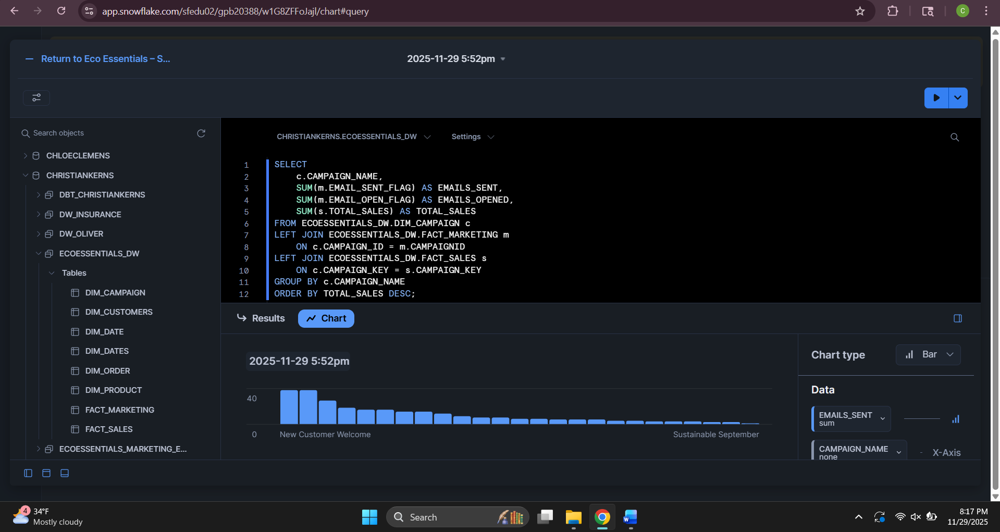 app.snowflake.com/sfedu02/gpb20388/w1G8ZFFoJajl/chart#query
C
Return to Eco Essentials – S...
2025-11-29 5:52pm
Search objects
CHLOECLEMENS
CHRISTIANKERNS
DBT_CHRISTIANKERNS
DW_INSURANCE
DW_OLIVER
ECOESSENTIALS_DW
Tables
DIM_CAMPAIGN
DIM_CUSTOMERS
DIM_DATE
DIM_DATES
DIM_ORDER
DIM_PRODUCT
FACT_MARKETING
FACT_SALES
ECOESSENTIALS_MARKETING_E...
CHRISTIANKERNS.ECOESSENTIALS_DW Settings
1 SELECT
2 c.CAMPAIGN_NAME,
3 SUM(m.EMAIL_SENT_FLAG) AS EMAILS_SENT,
4 SUM(m.EMAIL_OPEN_FLAG) AS EMAILS_OPENED,
5 SUM(s.TOTAL_SALES) AS TOTAL_SALES
6 FROM ECOESSENTIALS_DW.DIM_CAMPAIGN c
7 LEFT JOIN ECOESSENTIALS_DW.FACT_MARKETING m
8 ON c.CAMPAIGN_ID = m.CAMPAIGNID
9 LEFT JOIN ECOESSENTIALS_DW.FACT_SALES s
10 ON c.CAMPAIGN_KEY = s.CAMPAIGN_KEY
11 GROUP BY c.CAMPAIGN_NAME
12 ORDER BY TOTAL_SALES DESC;
Results Chart
2025-11-29 5:52pm
40
0
New Customer Welcome Sustainable September
Chart type Bar
Data
EMAILS_SENT
sum
CAMPAIGN_NAME
none
X-Axis
4
34°F
Mostly cloudy
Search
W
8:17 PM
11/29/2025